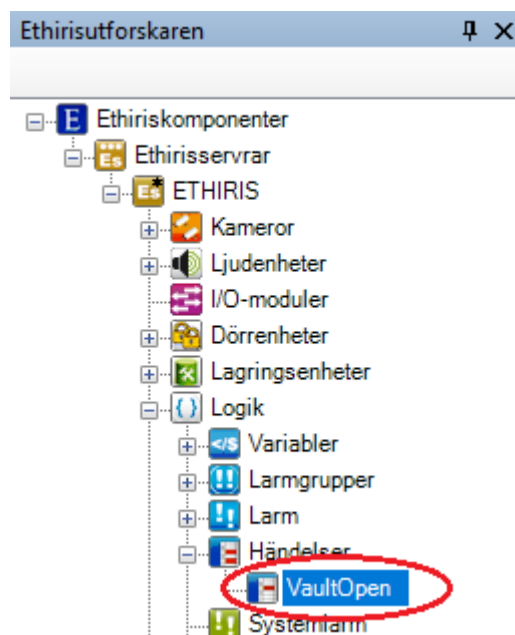 Ethirisutforskaren
Ethiriskomponenter
Ethirisservrar
ETHIRIS
Kameror
Ljudenheter
I/O-moduler
Dörrenheter
Lagringsenheter
Logik
Variabler
Larmgrupper
Larm
Händelser
VaultOpen
Systemlarm